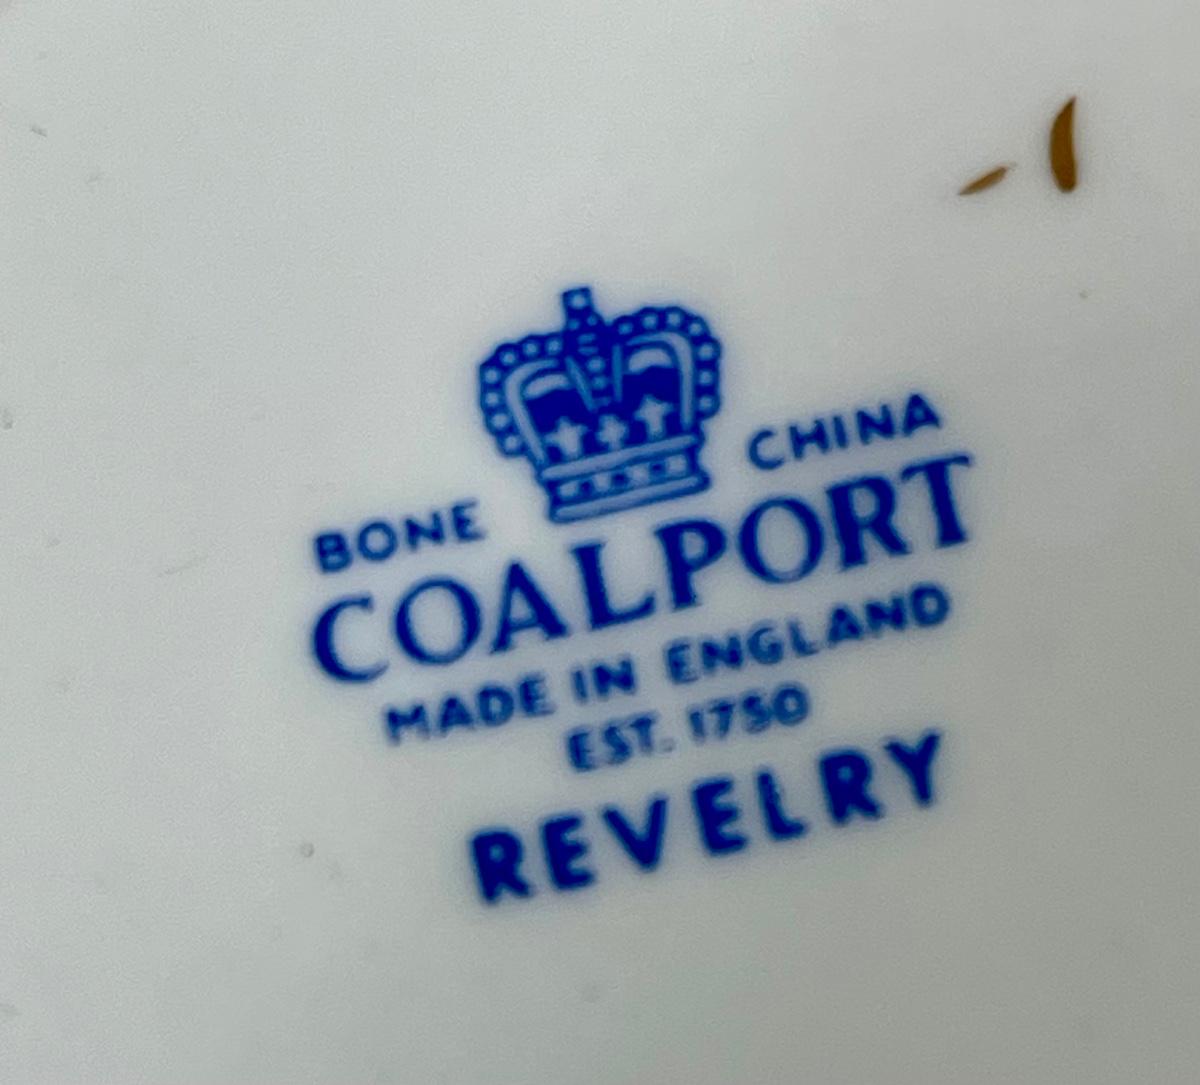 BONE CHINA
COALPORT
MADE IN ENGLAND
EST. 1750
REVELRY